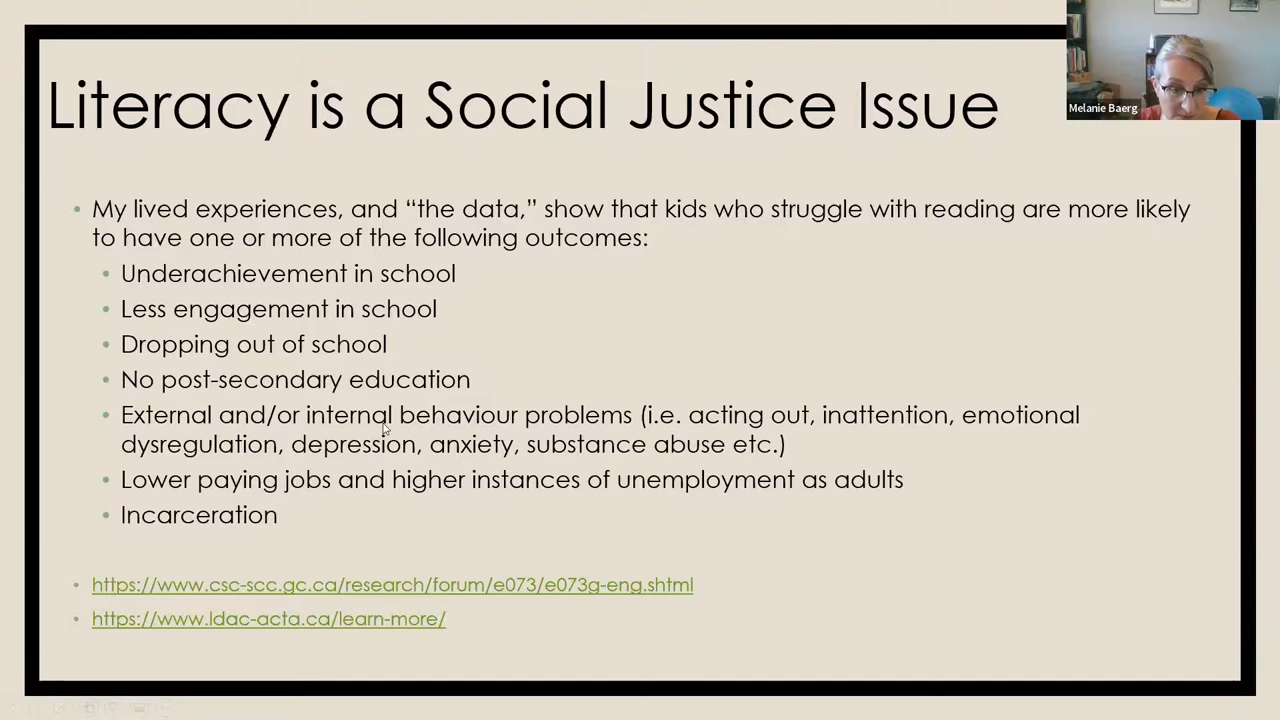 Literacy is a Social Justice Issue
Melanie Baerg
• My lived experiences, and “the data,” show that kids who struggle with reading are more likely
to have one or more of the following outcomes:
• Underachievement in school
• Less engagement in school
• Dropping out of school
• No post-secondary education
• External and/or internal behaviour problems (i.e. acting out, inattention, emotional
dysregulation, depression, anxiety, substance abuse etc.)
• Lower paying jobs and higher instances of unemployment as adults
• Incarceration
• https://www.csc-scc.gc.ca/research/forum/e073/e073g-eng.shtml
• https://www.ldac-acta.ca/learn-more/